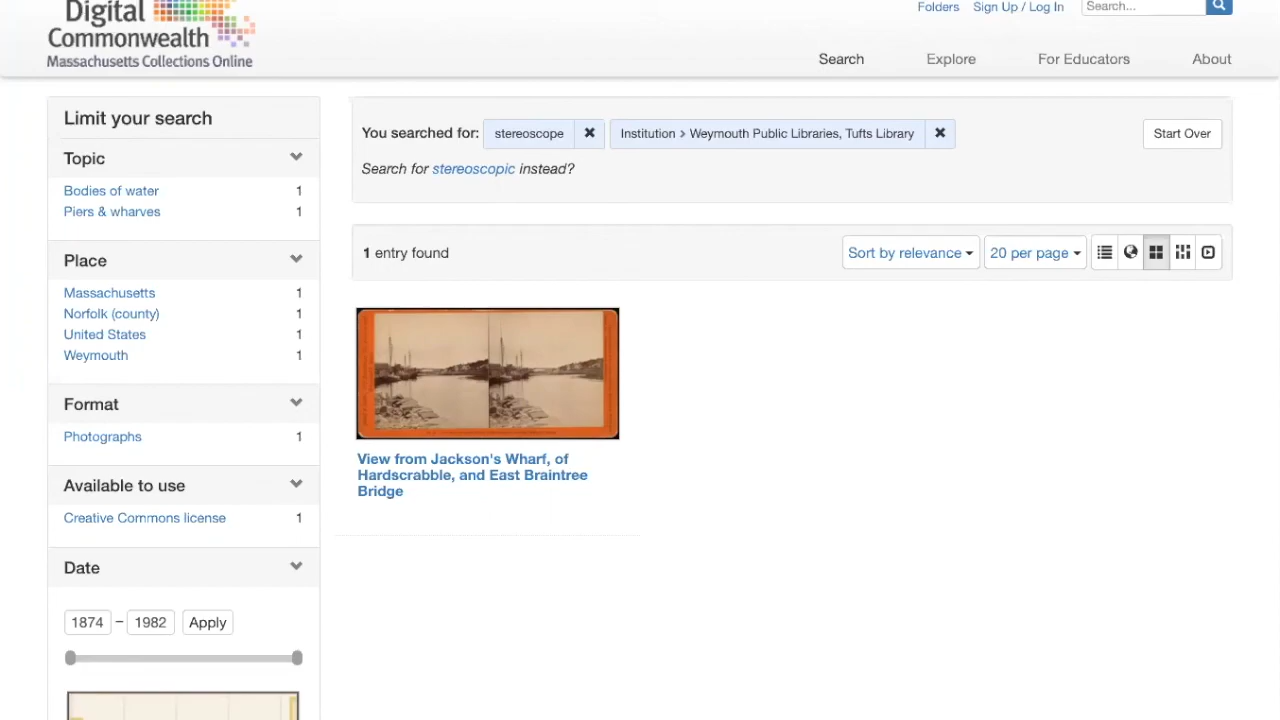 Digital
Commonwealth
Massachusetts Collections Online
Folders Sign Up / Log In Search...
Search Explore For Educators About
Limit your search
Topic
Bodies of water 1
Piers & wharves 1
Place
Massachusetts 1
Norfolk (county) 1
United States 1
Weymouth 1
Format
Photographs 1
Available to use
Creative Commons license 1
Date
1874 – 1982 Apply
You searched for: stereoscope ✖ Institution > Weymouth Public Libraries, Tufts Library ✖ Start Over
Search for stereoscopic instead?
1 entry found Sort by relevance 20 per page
View from Jackson's Wharf, of
Hardscrabble, and East Braintree
Bridge